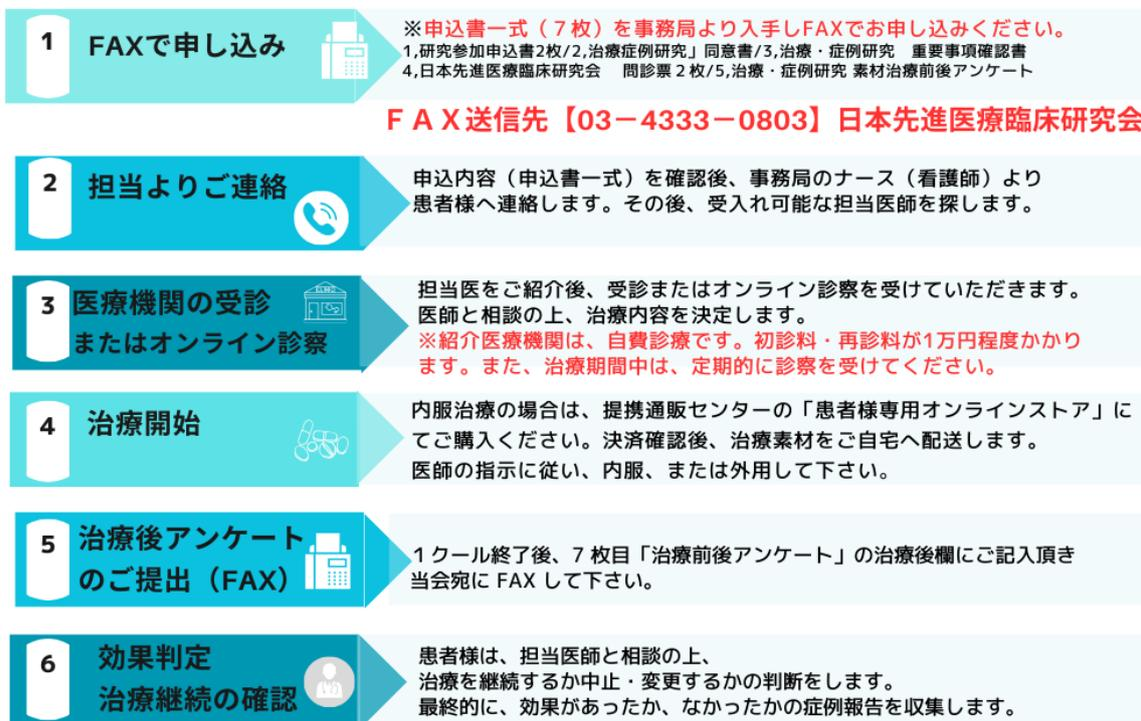 1
FAXで申し込み
※申込書一式（７枚）を事務局より入手しFAXでお申し込みください。
1,研究参加申込書2枚/2,治療症例研究」同意書/3,治療・症例研究　重要事項確認書
4,日本先進医療臨床研究会　問診票２枚/5,治療・症例研究 素材治療前後アンケート
ＦＡＸ送信先【03－4333－0803】日本先進医療臨床研究会
2
担当よりご連絡
申込内容（申込書一式）を確認後、事務局のナース（看護師）より
患者様へ連絡します。その後、受入れ可能な担当医師を探します。
3
医療機関の受診
またはオンライン診察
CLINIC
担当医をご紹介後、受診またはオンライン診察を受けていただきます。
医師と相談の上、治療内容を決定します。
※紹介医療機関は、自費診療です。初診料・再診料が1万円程度かかり
ます。また、治療期間中は、定期的に診察を受けてください。
4
治療開始
内服治療の場合は、提携通販センターの「患者様専用オンラインストア」に
てご購入ください。決済確認後、治療素材をご自宅へ配送します。
医師の指示に従い、内服、または外用して下さい。
5
治療後アンケート
のご提出（FAX）
１クール終了後、７枚目「治療前後アンケート」の治療後欄にご記入頂き
当会宛に FAX して下さい。
6
効果判定
治療継続の確認
患者様は、担当医師と相談の上、
治療を継続するか中止・変更するかの判断をします。
最終的に、効果があったか、なかったかの症例報告を収集します。